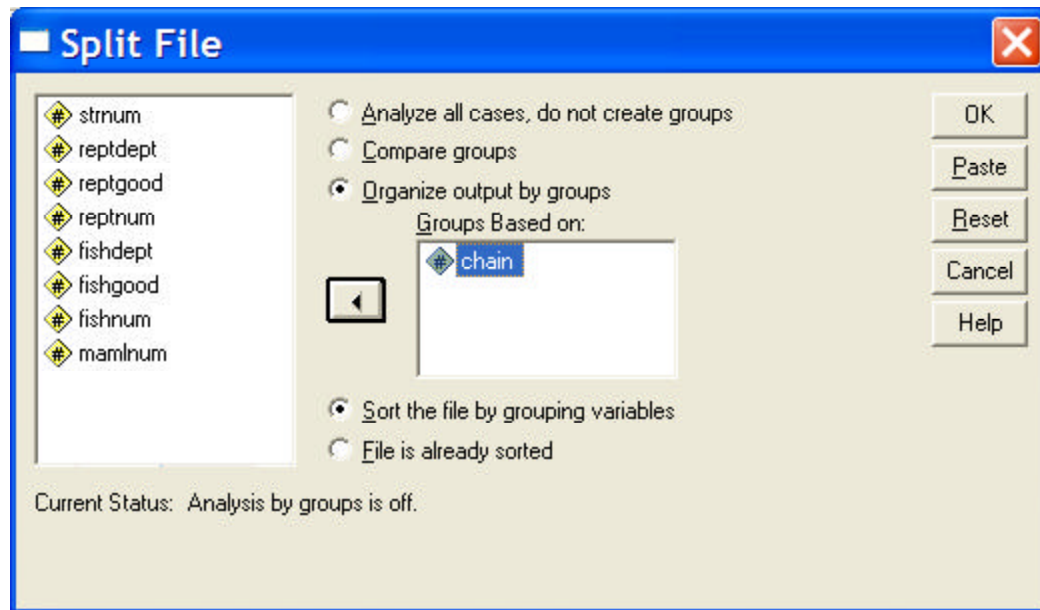 Split File
strnum
reptdept
reptgood
reptnum
fishdept
fishgood
fishnum
mamlnum
Analyze all cases, do not create groups
Compare groups
Organize output by groups
Groups Based on:
chain
Sort the file by grouping variables
File is already sorted
OK
Paste
Reset
Cancel
Help
Current Status: Analysis by groups is off.